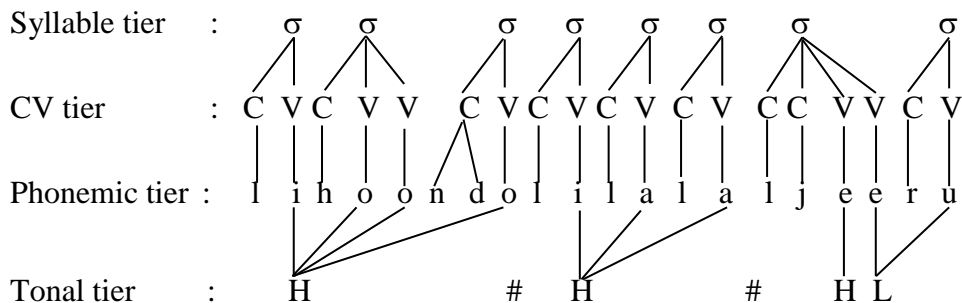 Syllable tier : σ σ σ σ σ σ σ σ
CV tier : C V C V V C V C V C V C V C C V V C V
Phonemic tier : l i h o o n d o l i l a l a l j e e r u
Tonal tier : H # H # H L